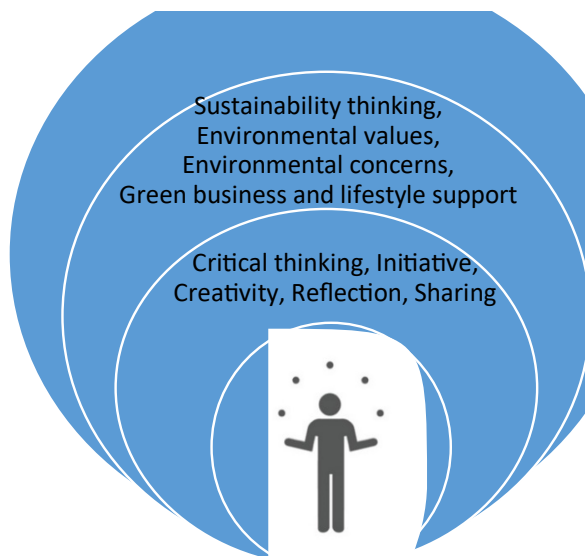 Sustainability thinking,
Environmental values,
Environmental concerns,
Green business and lifestyle support
Critical thinking, Initiative,
Creativity, Reflection, Sharing